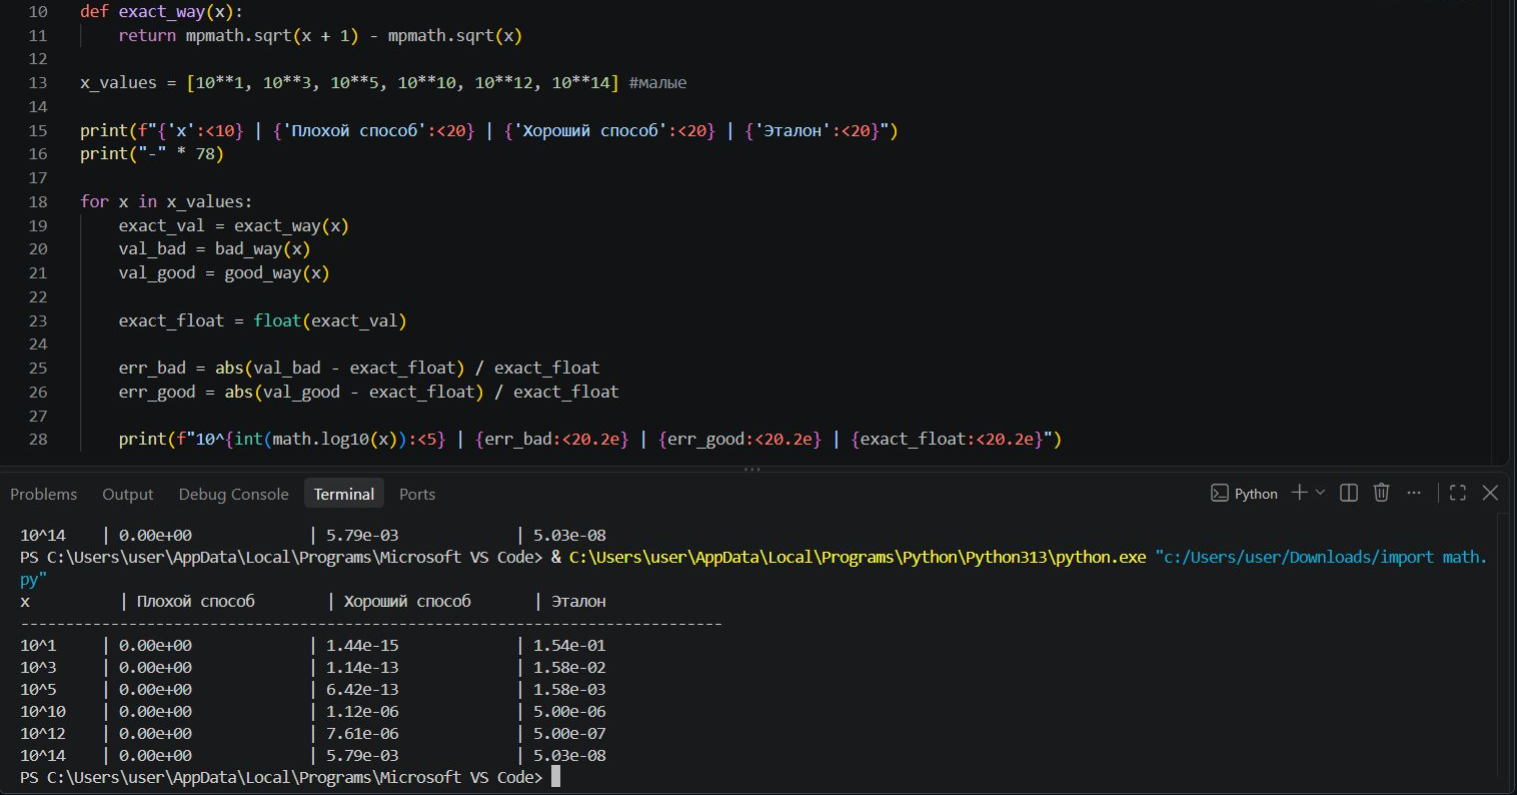 10 def exact_way(x):
11 return mpmath.sqrt(x + 1) - mpmath.sqrt(x)
12
13 x_values = [10**1, 10**3, 10**5, 10**10, 10**12, 10**14] #малые
14
15 print(f"{'x':<10} | {'Плохой способ':<20} | {'Хороший способ':<20} | {'Эталон':<20}")
16 print("-" * 78)
17
18 for x in x_values:
19 exact_val = exact_way(x)
20 val_bad = bad_way(x)
21 val_good = good_way(x)
22
23 exact_float = float(exact_val)
24
25 err_bad = abs(val_bad - exact_float) / exact_float
26 err_good = abs(val_good - exact_float) / exact_float
27
28 print(f"10^{int(math.log10(x)):<5} | {err_bad:<20.2e} | {err_good:<20.2e} | {exact_float:<20.2e}")
Problems Output Debug Console Terminal Ports Python
10^14 | 0.00e+00 | 5.79e-03 | 5.03e-08
PS C:\Users\user\AppData\Local\Programs\Microsoft VS Code> & C:\Users\user\AppData\Local\Programs\Python\Python313\python.exe "c:/Users/user/Downloads/import math.
py"
x | Плохой способ | Хороший способ | Эталон
------------------------------------------------------------------------------
10^1 | 0.00e+00 | 1.44e-15 | 1.54e-01
10^3 | 0.00e+00 | 1.14e-13 | 1.58e-02
10^5 | 0.00e+00 | 6.42e-13 | 1.58e-03
10^10 | 0.00e+00 | 1.12e-06 | 5.00e-06
10^12 | 0.00e+00 | 7.61e-06 | 5.00e-07
10^14 | 0.00e+00 | 5.79e-03 | 5.03e-08
PS C:\Users\user\AppData\Local\Programs\Microsoft VS Code>